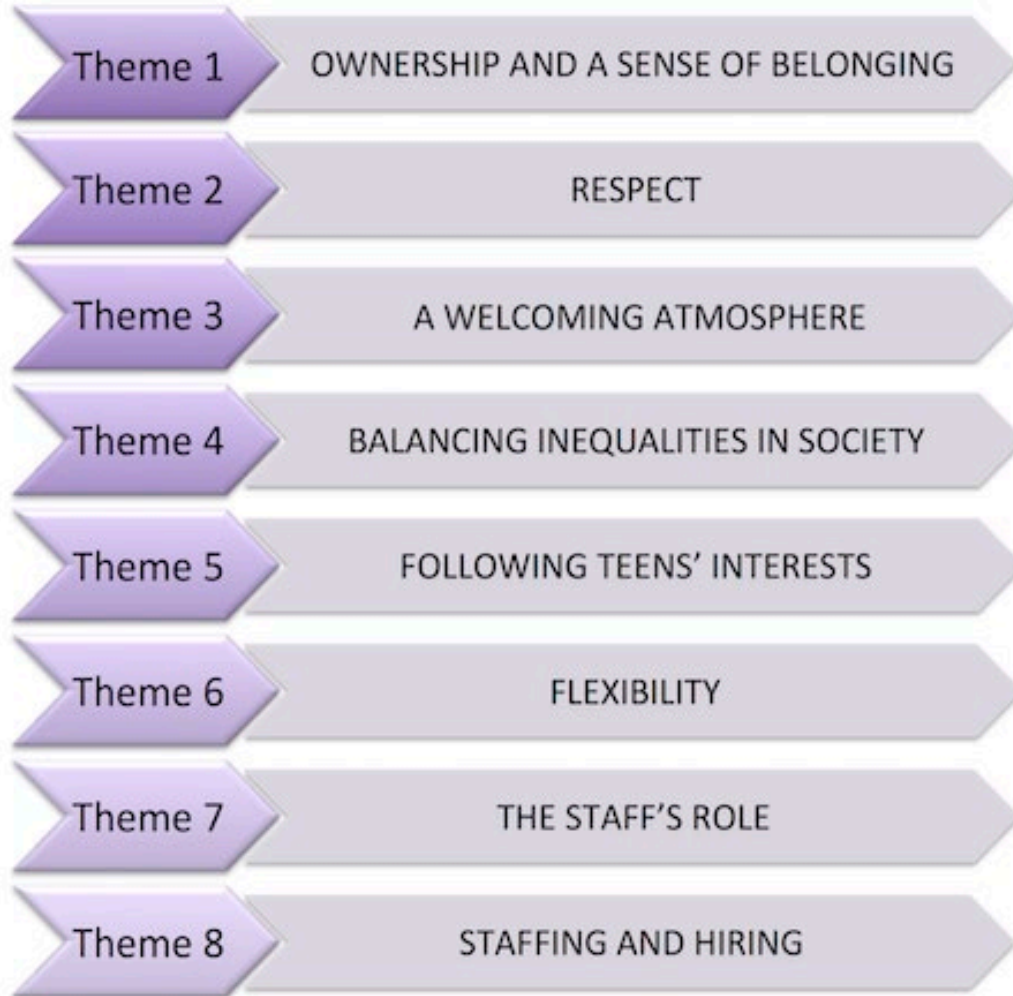 Theme 1 OWNERSHIP AND A SENSE OF BELONGING
Theme 2 RESPECT
Theme 3 A WELCOMING ATMOSPHERE
Theme 4 BALANCING INEQUALITIES IN SOCIETY
Theme 5 FOLLOWING TEENS’ INTERESTS
Theme 6 FLEXIBILITY
Theme 7 THE STAFF’S ROLE
Theme 8 STAFFING AND HIRING